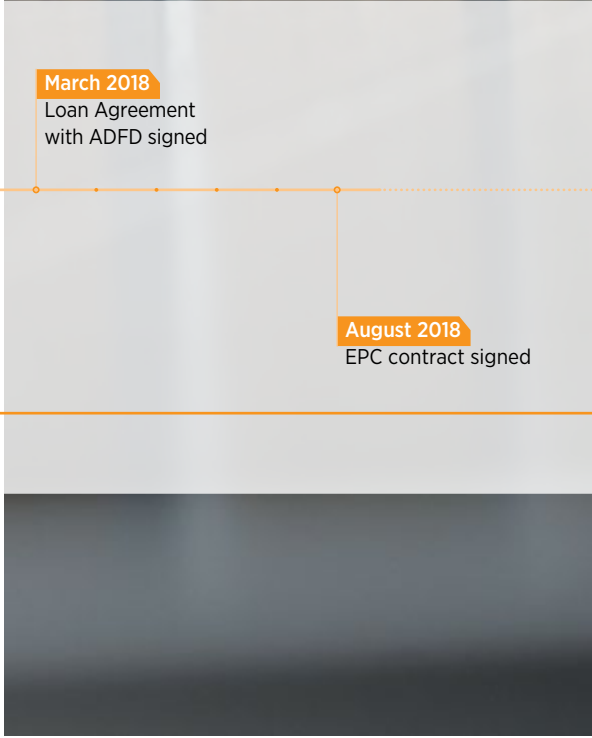 March 2018
Loan Agreement
with ADFD signed
August 2018
EPC contract signed